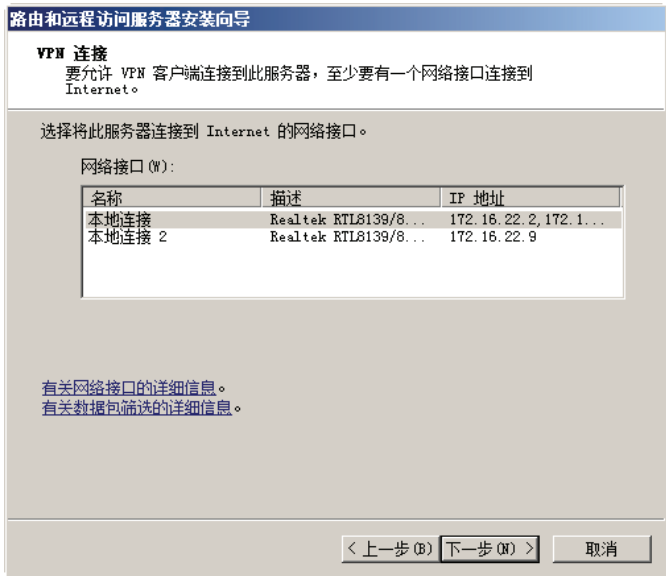 路由和远程访问服务器安装向导
VPN 连接
要允许 VPN 客户端连接到此服务器，至少要有一个网络接口连接到
Internet。
选择将此服务器连接到 Internet 的网络接口。
网络接口(W):
名称 描述 IP 地址
本地连接 Realtek RTL8139/8... 172.16.22.2,172.1...
本地连接 2 Realtek RTL8139/8... 172.16.22.9
有关网络接口的详细信息。
有关数据包筛选的详细信息。
< 上一步(B) 下一步(N) > 取消